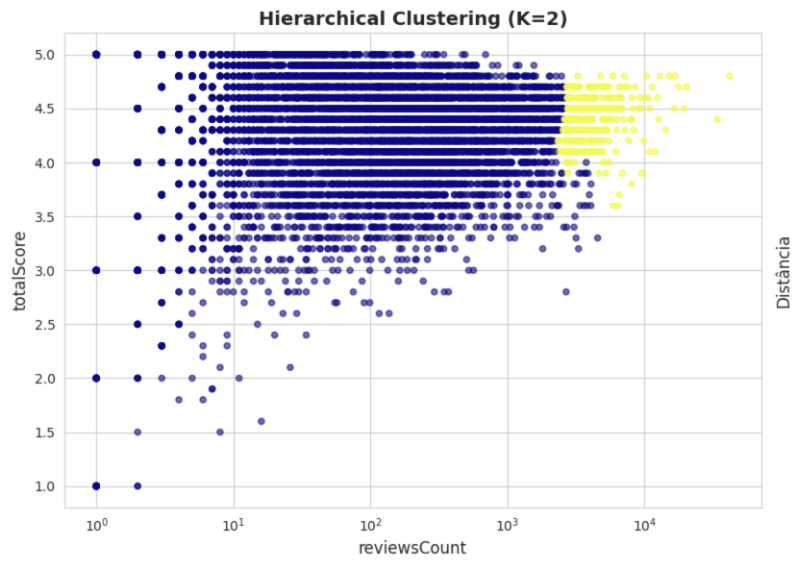 Hierarchical Clustering (K=2)
5.0
4.5
4.0
3.5
3.0
2.5
2.0
1.5
1.0
totalScore
10⁰ 10¹ 10² 10³ 10⁴
reviewsCount
Distância